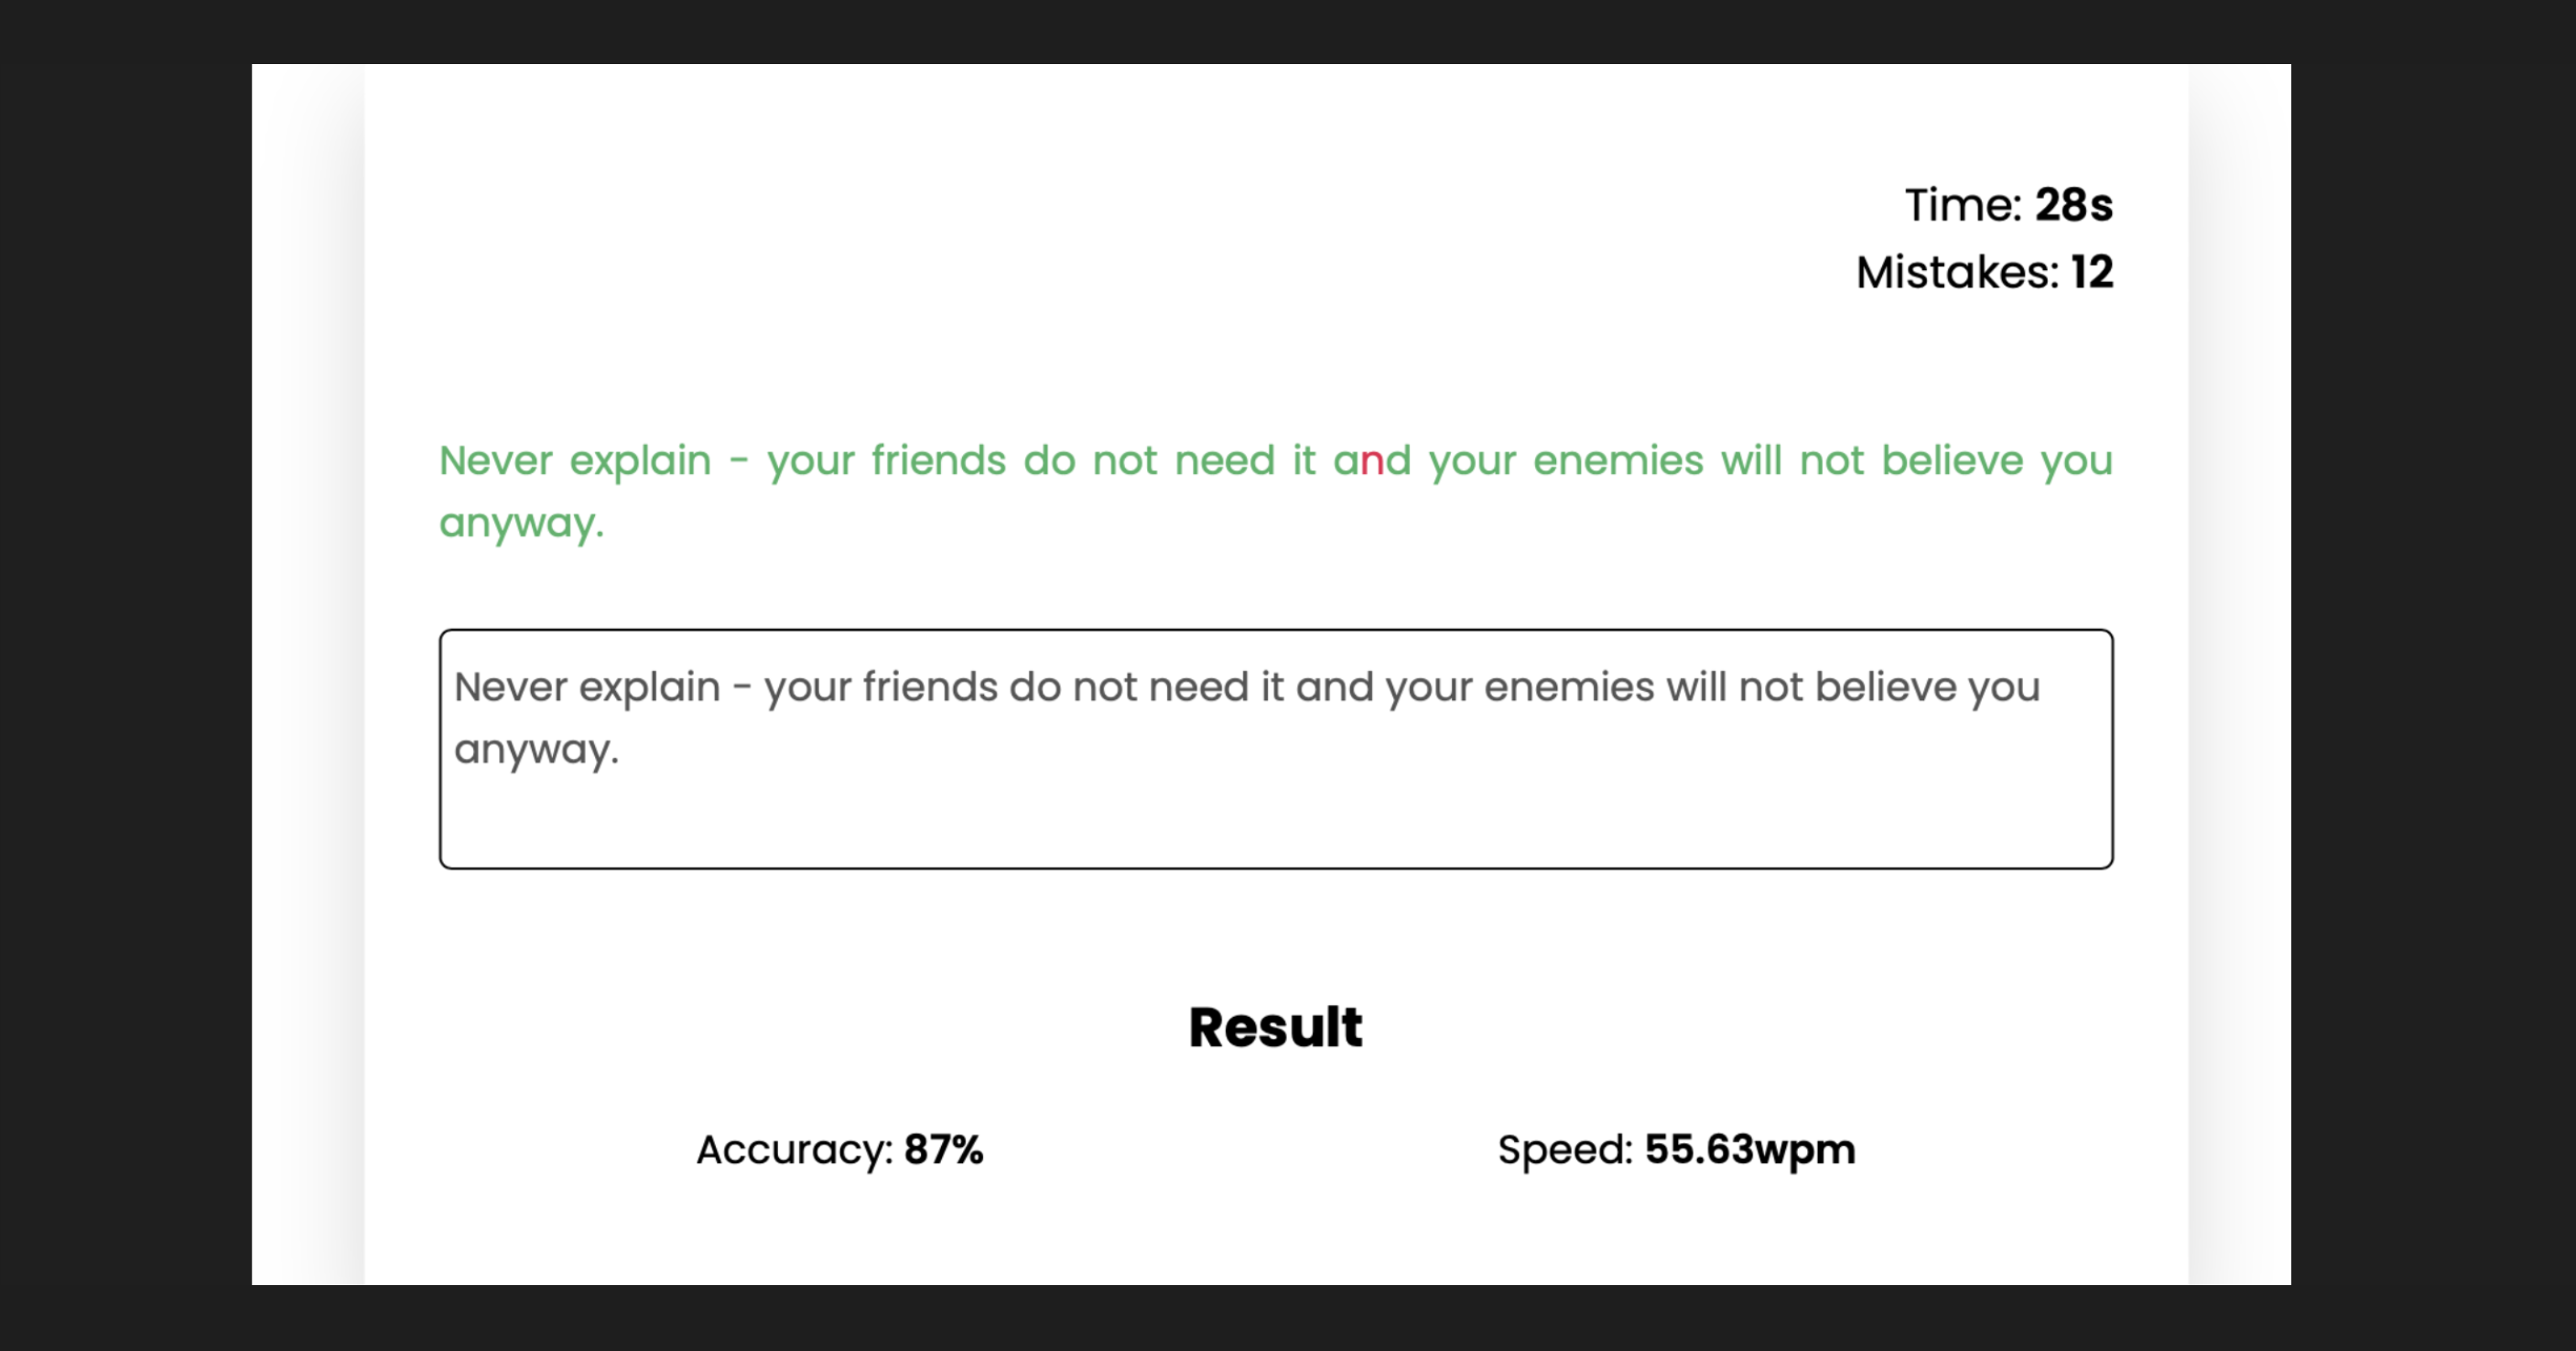 Time: 28s
Mistakes: 12
Never explain - your friends do not need it and your enemies will not believe you
anyway.
Never explain - your friends do not need it and your enemies will not believe you
anyway.
Result
Accuracy: 87%
Speed: 55.63wpm